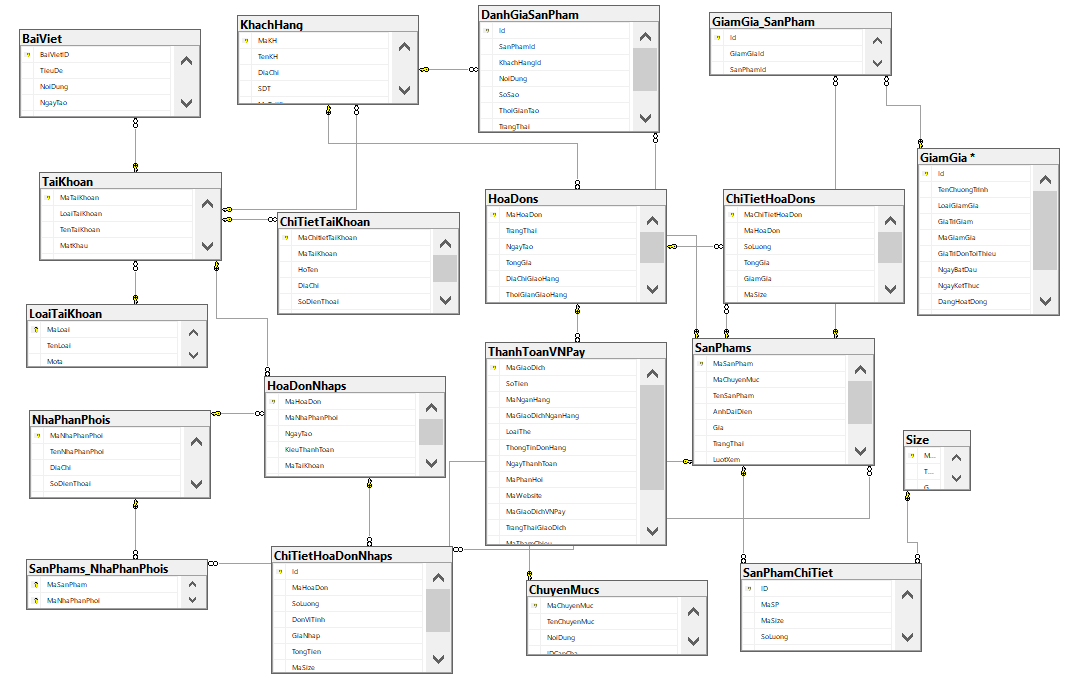 BaiViet
BaiVietID
TieuDe
NoiDung
NgayTao
KhachHang
MaKH
TenKH
DiaChi
SDT
DanhGiaSanPham
Id
SanPhamId
KhachHangId
NoiDung
SoSao
ThoiGianTao
TrangThai
GiamGia_SanPham
Id
GiamGiaId
SanPhamId
GiamGia *
Id
TenChuongTrinh
LoaiGiamGia
GiaTriGiam
MaGiamGia
GiaTriDonToiThieu
NgayBatDau
NgayKetThuc
DangHoatDong
TaiKhoan
MaTaiKhoan
LoaiTaiKhoan
TenTaiKhoan
MatKhau
ChiTietTaiKhoan
MaChitietTaiKhoan
MaTaiKhoan
HoTen
DiaChi
SoDienThoai
HoaDons
MaHoaDon
TrangThai
NgayTao
TongGia
DiaChiGiaoHang
ThoiGianGiaoHang
ChiTietHoaDons
MaChiTietHoaDon
MaHoaDon
SoLuong
TongGia
GiamGia
MaSize
LoaiTaiKhoan
MaLoai
TenLoai
Mota
HoaDonNhaps
MaHoaDon
MaNhaPhanPhoi
NgayTao
KieuThanhToan
MaTaiKhoan
ThanhToanVNPay
MaGiaoDich
SoTien
MaNganHang
MaGiaoDichNganHang
LoaiThe
ThongTinDonHang
NgayThanhToan
MaPhanHoi
MaWebsite
MaGiaoDichVNPay
TrangThaiGiaoDich
MaThamChieu
SanPhams
MaSanPham
MaChuyenMuc
TenSanPham
AnhDaiDien
Gia
TrangThai
LuotXem
NhaPhanPhois
MaNhaPhanPhoi
TenNhaPhanPhoi
DiaChi
SoDienThoai
Size
M...
T...
G
SanPhams_NhaPhanPhois
MaSanPham
MaNhaPhanPhoi
ChiTietHoaDonNhaps
Id
MaHoaDon
SoLuong
DonViTinh
GiaNhap
TongTien
MaSize
ChuyenMucs
MaChuyenMuc
TenChuyenMuc
NoiDung
IDCanCha
SanPhamChiTiet
ID
MaSP
MaSize
SoLuong